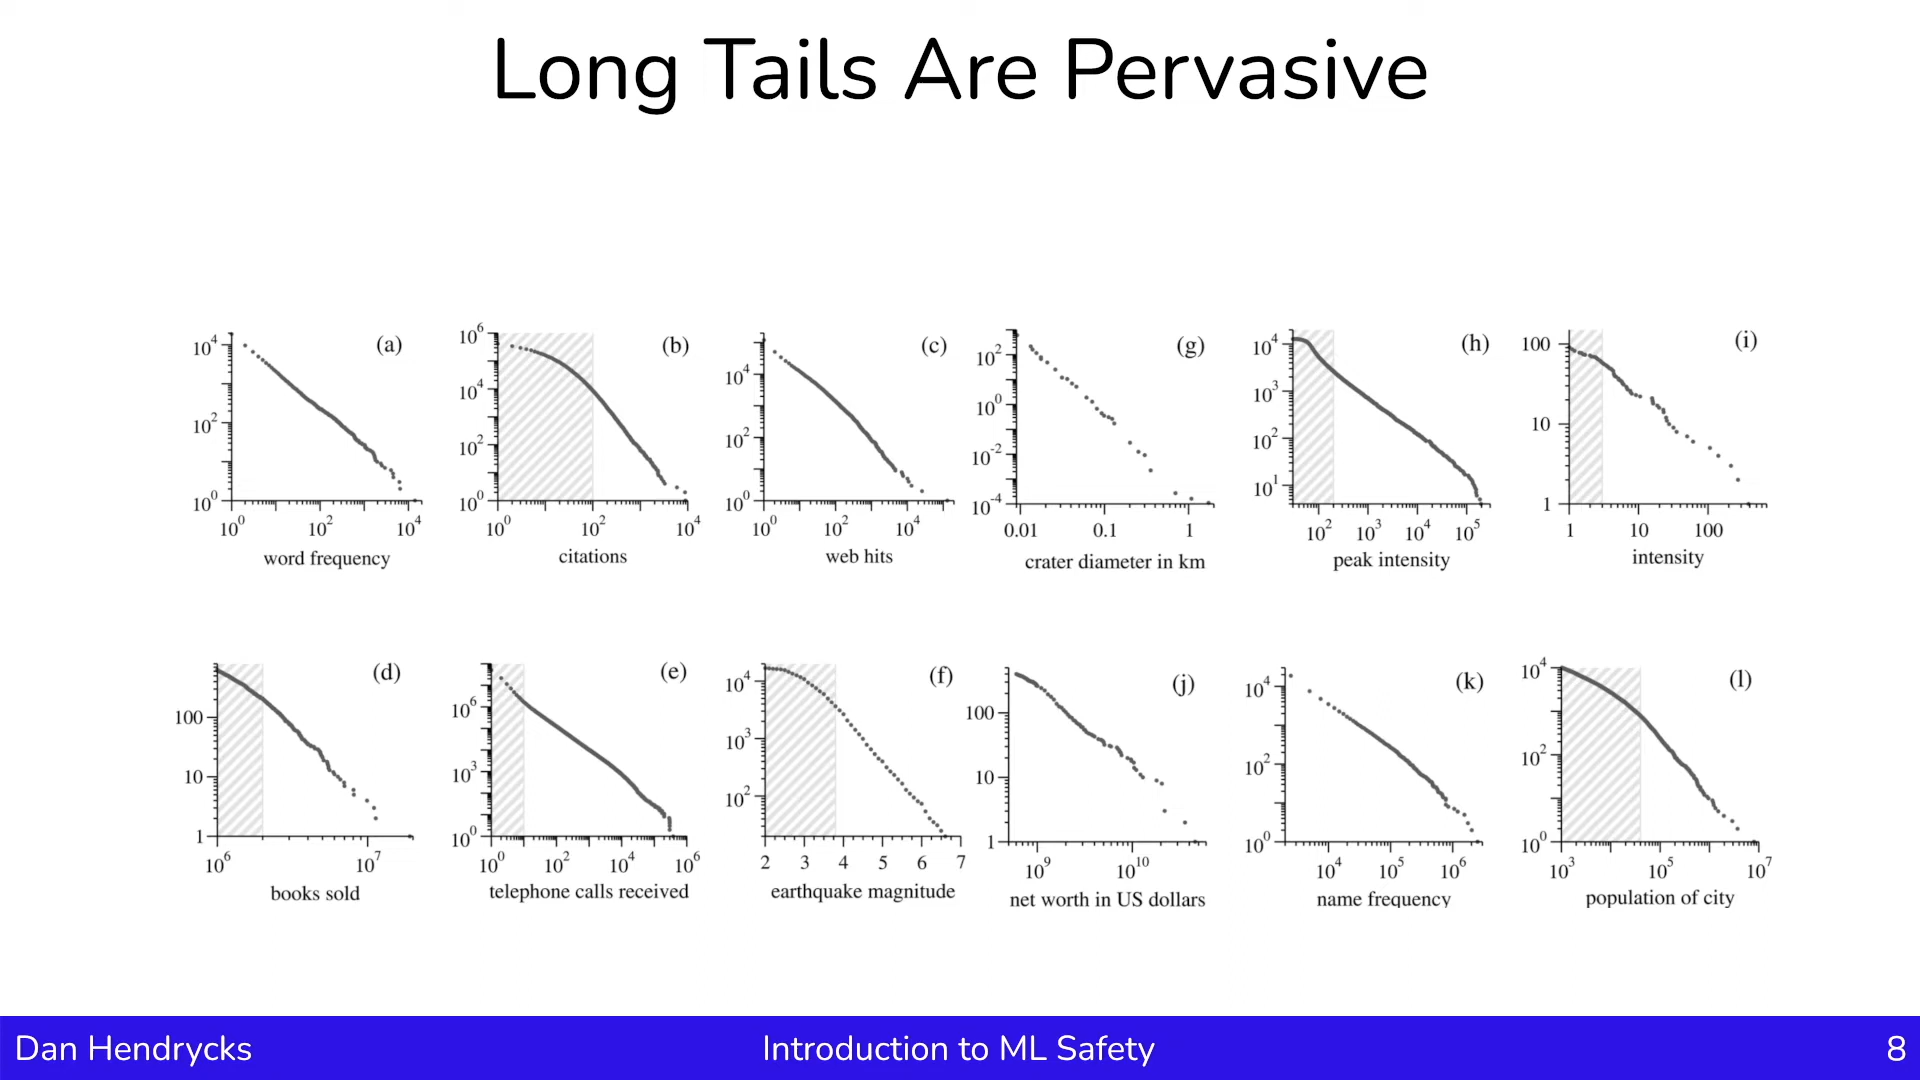 Long Tails Are Pervasive
(a)
10^4
10^2
10^0
10^0 10^2 10^4
word frequency
(b)
10^6
10^4
10^2
10^0
10^0 10^2 10^4
citations
(c)
10^4
10^2
10^0
10^0 10^2 10^4
web hits
(g)
10^2
10^0
10^-2
10^-4
0.01 0.1 1
crater diameter in km
(h)
10^4
10^3
10^2
10^1
10^2 10^3 10^4 10^5
peak intensity
(i)
100
10
1
1 10 100
intensity
(d)
100
10
1
10^6 10^7
books sold
(e)
10^6
10^3
10^0
10^0 10^2 10^4 10^6
telephone calls received
(f)
10^4
10^3
10^2
2 3 4 5 6 7
earthquake magnitude
(j)
100
10
1
10^9 10^10
net worth in US dollars
(k)
10^4
10^2
10^0
10^4 10^5 10^6
name frequency
(l)
10^4
10^2
10^0
10^3 10^5 10^7
population of city
Dan Hendrycks
Introduction to ML Safety
8